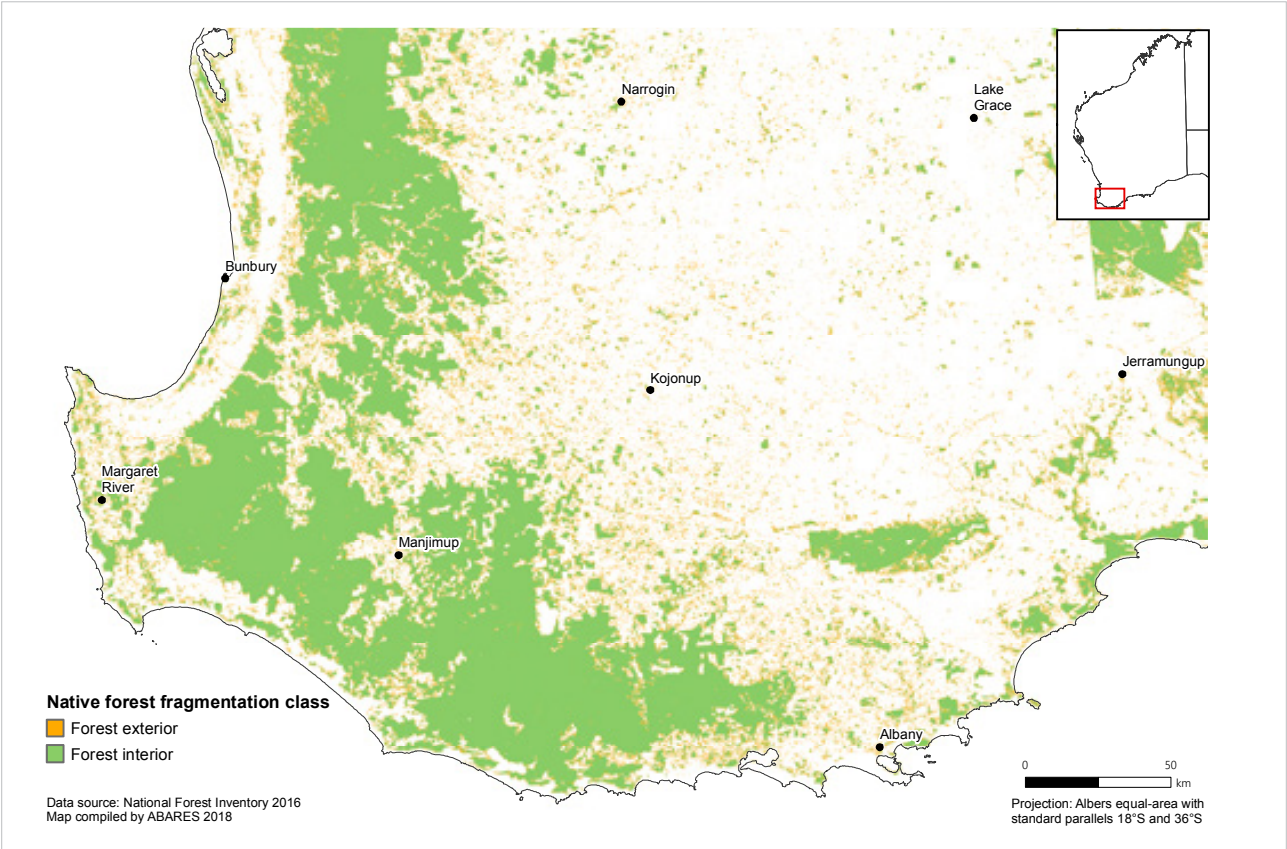 Narrogin
Lake
Grace
Bunbury
Jerramungup
Kojonup
Margaret
River
Manjimup
Native forest fragmentation class
Forest exterior
Forest interior
Albany
0 50
km
Data source: National Forest Inventory 2016
Map compiled by ABARES 2018
Projection: Albers equal-area with
standard parallels 18°S and 36°S